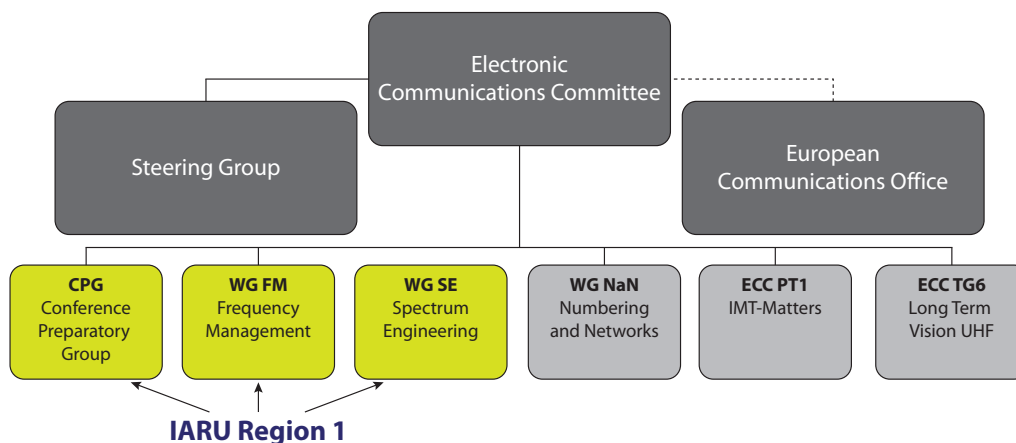 Electronic
Communications Committee
Steering Group
European
Communications Office
CPG
Conference
Preparatory
Group
WG FM
Frequency
Management
WG SE
Spectrum
Engineering
WG NaN
Numbering
and Networks
ECC PT1
IMT-Matters
ECC TG6
Long Term
Vision UHF
IARU Region 1